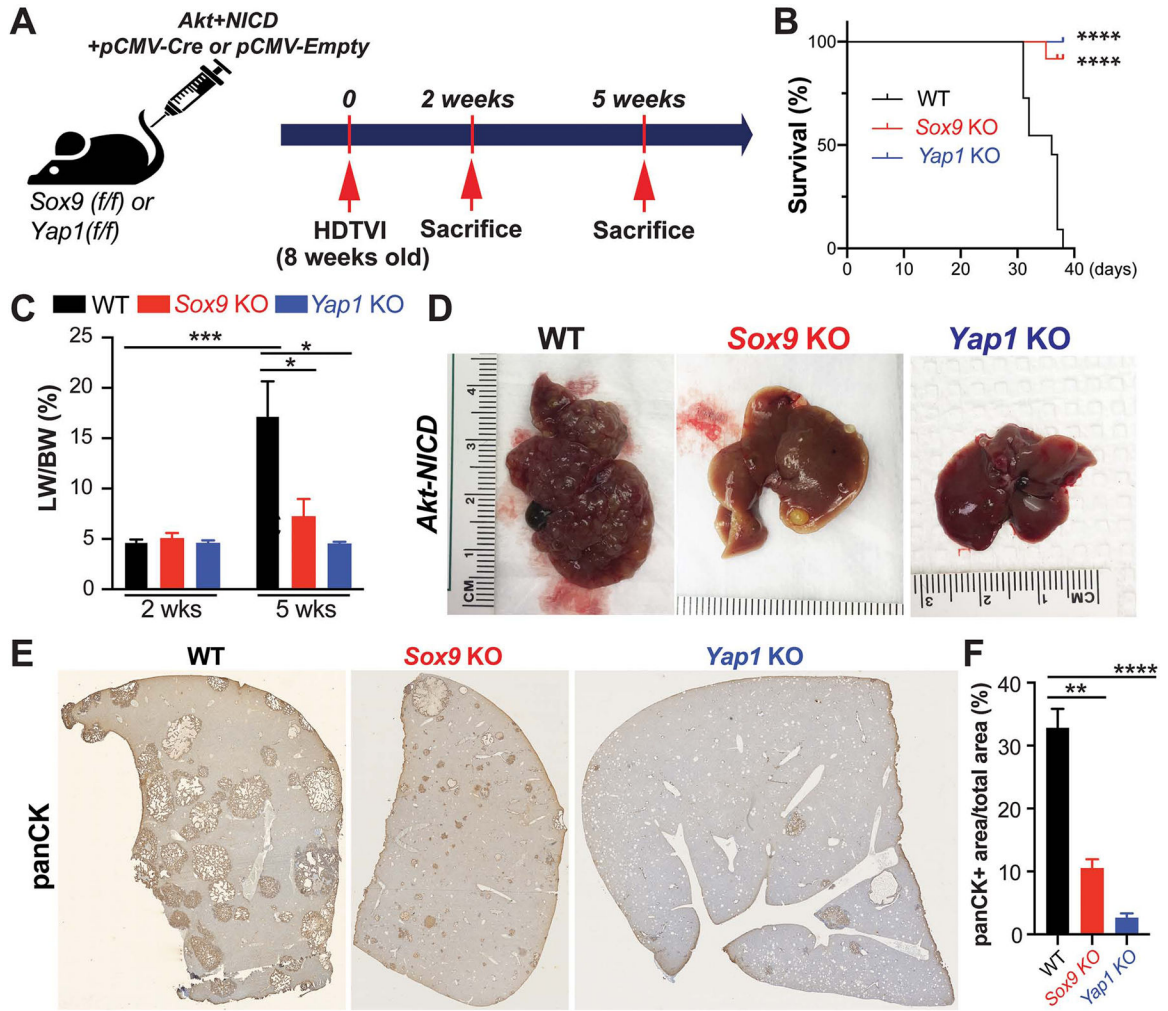 A
Akt+NICD
+pCMV-Cre or pCMV-Empty
0
2 weeks
5 weeks
Sox9 (f/f) or
Yap1(f/f)
HDTVI
(8 weeks old)
Sacrifice
Sacrifice
B
Survival (%)
100
50
0
WT
Sox9 KO
Yap1 KO
****
****
0 10 20 30 40 (days)
C
WT Sox9 KO Yap1 KO
LW/BW (%)
25
20
15
10
5
0
***
*
*
2 wks
5 wks
D
WT
Sox9 KO
Yap1 KO
Akt-NICD
4
3
2
1
CM
3 2 1 CM
E
WT
Sox9 KO
Yap1 KO
panCK
F
panCK+ area/total area (%)
40
30
20
10
0
****
**
WT
Sox9 KO
Yap1 KO